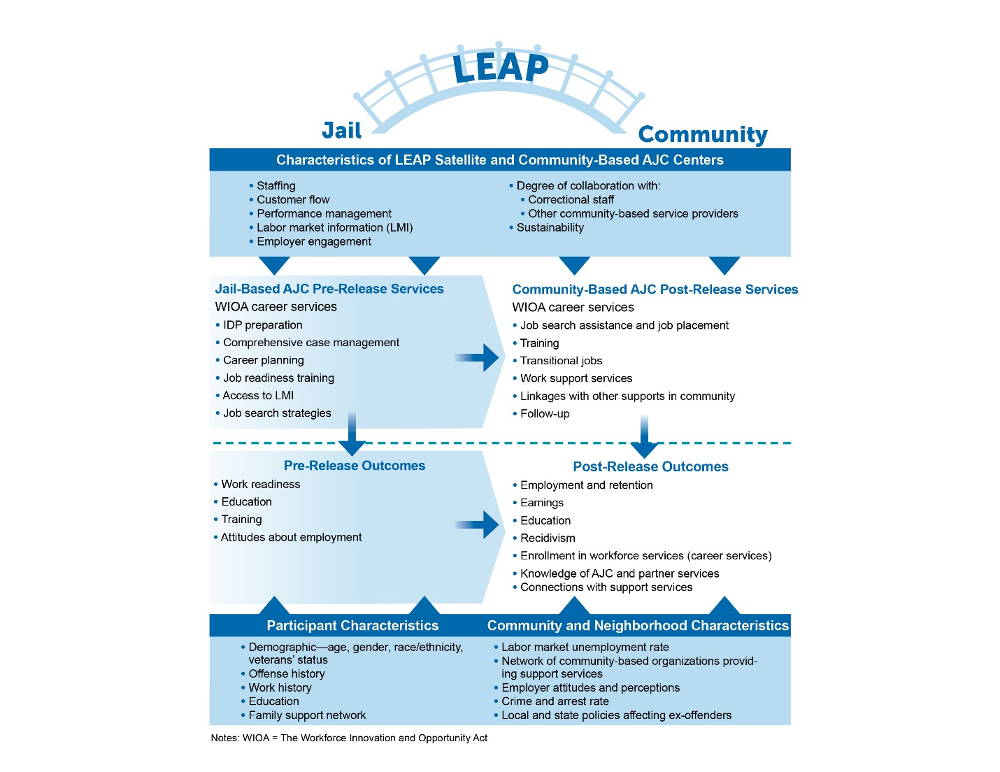 LEAP
Jail
Community
Characteristics of LEAP Satellite and Community-Based AJC Centers
• Staffing
• Customer flow
• Performance management
• Labor market information (LMI)
• Employer engagement
• Degree of collaboration with:
• Correctional staff
• Other community-based service providers
• Sustainability
Jail-Based AJC Pre-Release Services
WIOA career services
• IDP preparation
• Comprehensive case management
• Career planning
• Job readiness training
• Access to LMI
• Job search strategies
Community-Based AJC Post-Release Services
WIOA career services
• Job search assistance and job placement
• Training
• Transitional jobs
• Work support services
• Linkages with other supports in community
• Follow-up
Pre-Release Outcomes
• Work readiness
• Education
• Training
• Attitudes about employment
Post-Release Outcomes
• Employment and retention
• Earnings
• Education
• Recidivism
• Enrollment in workforce services (career services)
• Knowledge of AJC and partner services
• Connections with support services
Participant Characteristics
• Demographic—age, gender, race/ethnicity,
veterans’ status
• Offense history
• Work history
• Education
• Family support network
Community and Neighborhood Characteristics
• Labor market unemployment rate
• Network of community-based organizations provid-
ing support services
• Employer attitudes and perceptions
• Crime and arrest rate
• Local and state policies affecting ex-offenders
Notes: WIOA = The Workforce Innovation and Opportunity Act